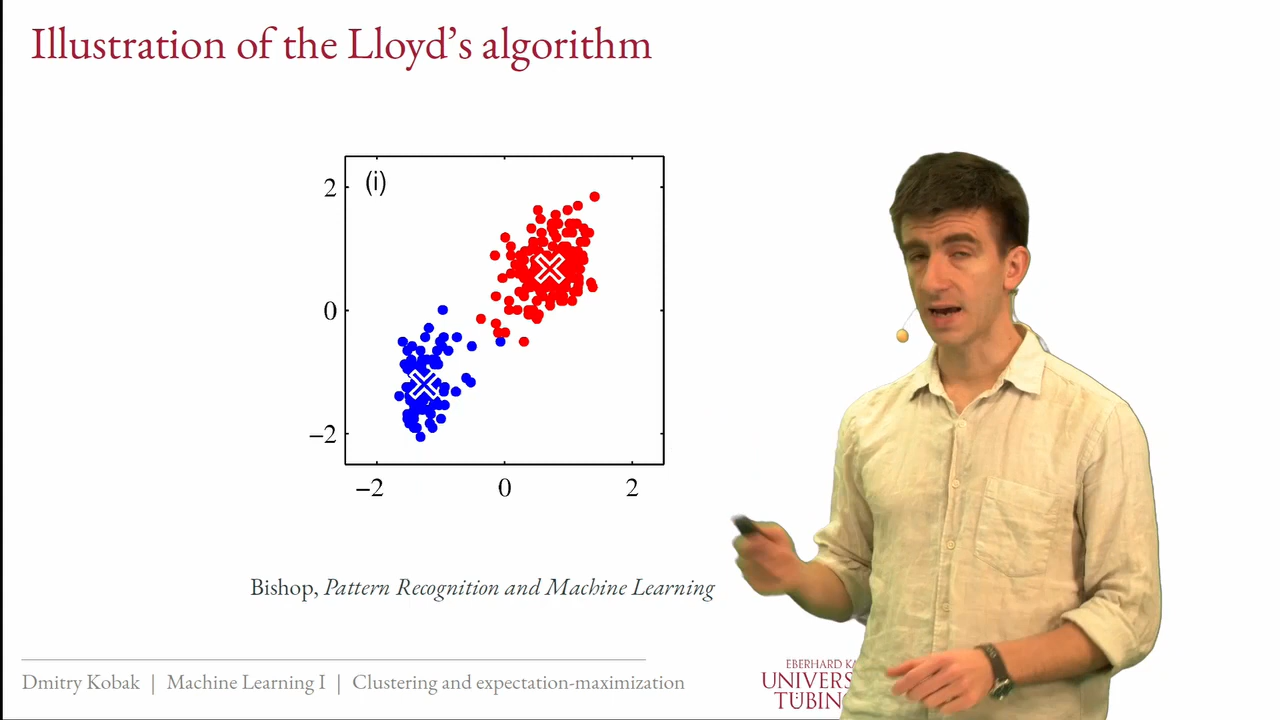 Illustration of the Lloyd's algorithm
(i)
2
0
−2
−2 0 2
Bishop, Pattern Recognition and Machine Learning
Dmitry Kobak | Machine Learning I | Clustering and expectation-maximization
EBERHARD